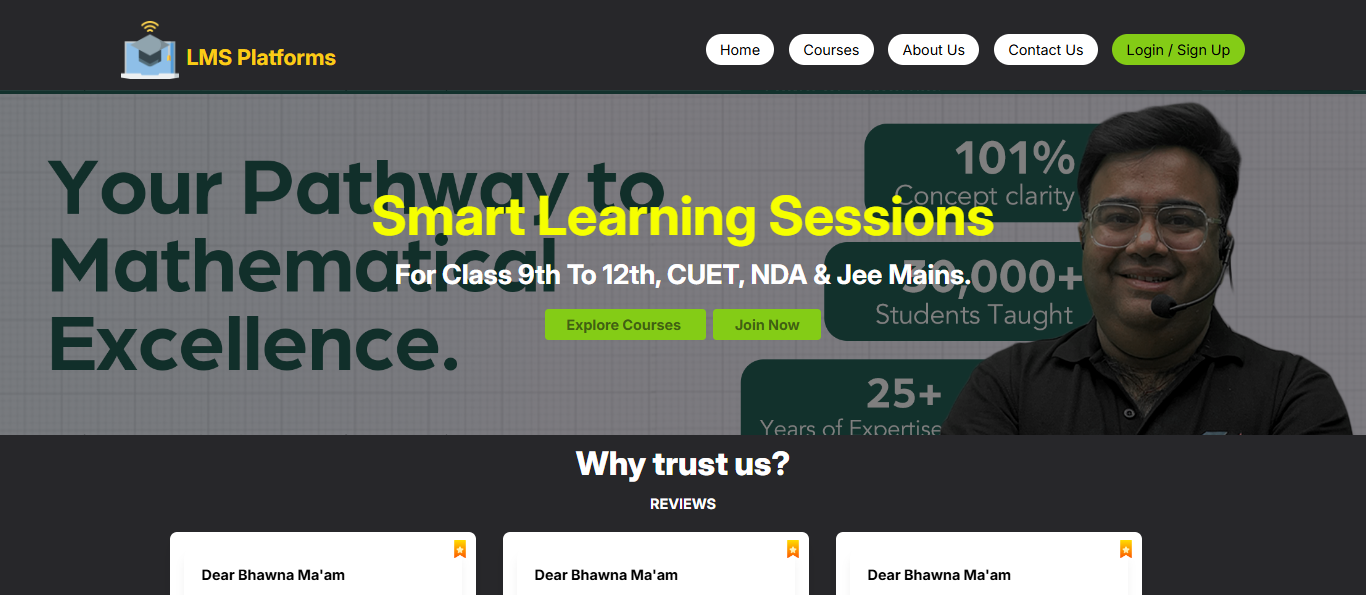 LMS Platforms
Home
Courses
About Us
Contact Us
Login / Sign Up
Your Pathway to
Mathematical
Excellence.
101%
Concept clarity
Smart Learning Sessions
For Class 9th To 12th, CUET, NDA & Jee Mains.
Explore Courses
Join Now
30,000+
Students Taught
25+
Years of Expertise
Why trust us?
REVIEWS
Dear Bhawna Ma'am
Dear Bhawna Ma'am
Dear Bhawna Ma'am